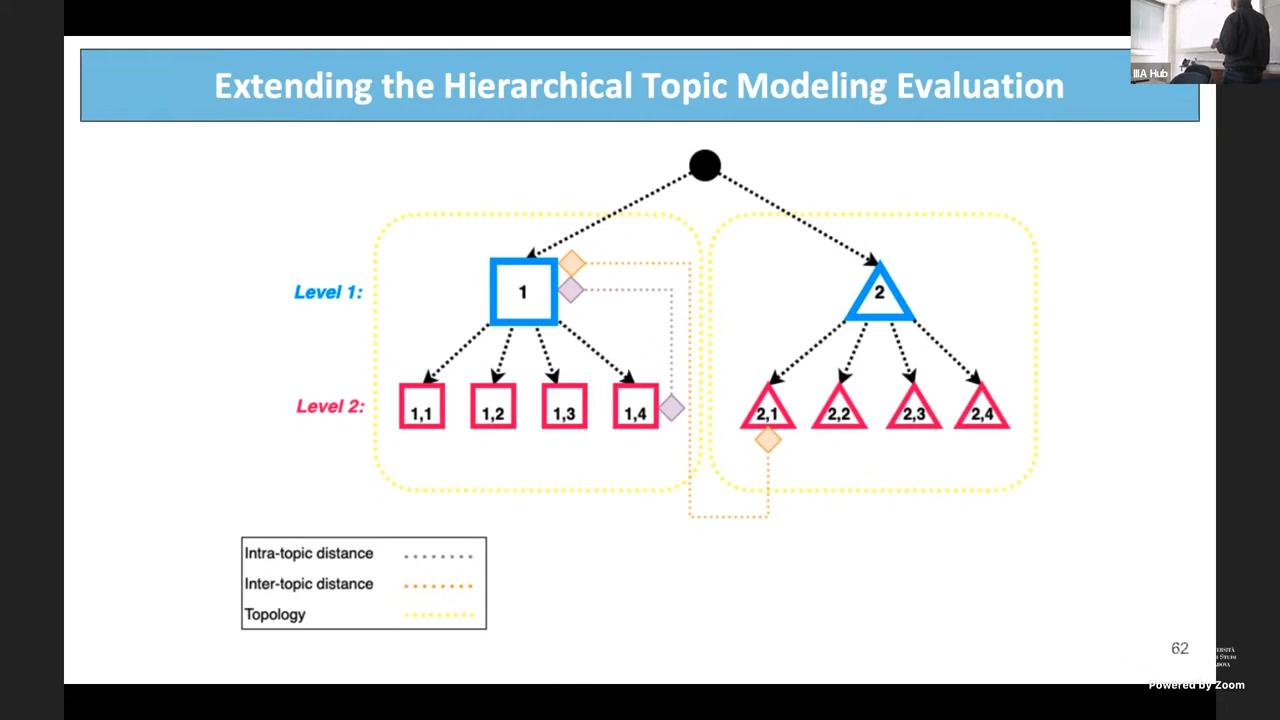 Extending the Hierarchical Topic Modeling Evaluation
IIIA Hub
Level 1:
1
2
Level 2:
1,1
1,2
1,3
1,4
2,1
2,2
2,3
2,4
Intra-topic distance
Inter-topic distance
Topology
62
Powered by Zoom